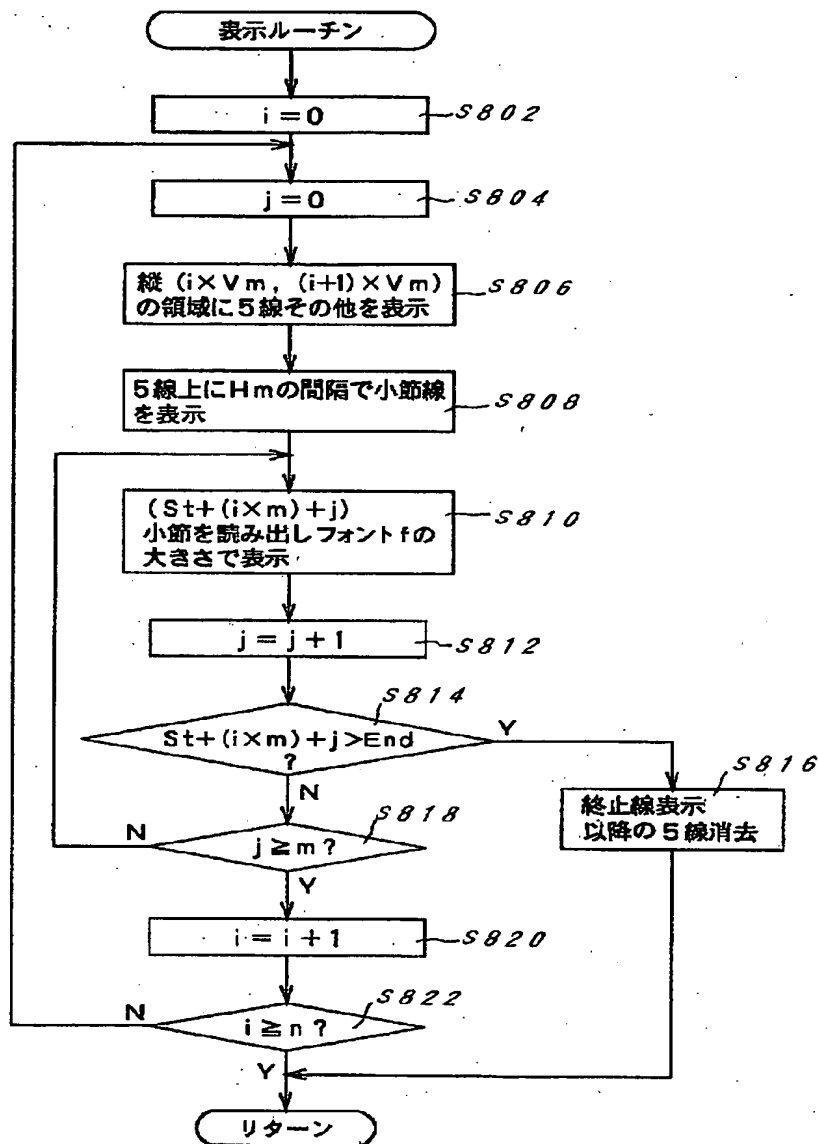 表示ルーチン
i=0
S802
j=0
S804
縦 (i×Vm, (i+1)×Vm)
の領域に5線その他を表示
S806
5線上にHmの間隔で小節線
を表示
S808
(St+(i×m)+j)
小節を読み出しフォントfの
大きさで表示
S810
j=j+1
S812
S814
St+(i×m)+j>End
?
Y
N
S816
終止線表示
以降の5線消去
S818
j≧m?
N
Y
i=i+1
S820
S822
i≧n?
N
Y
リターン